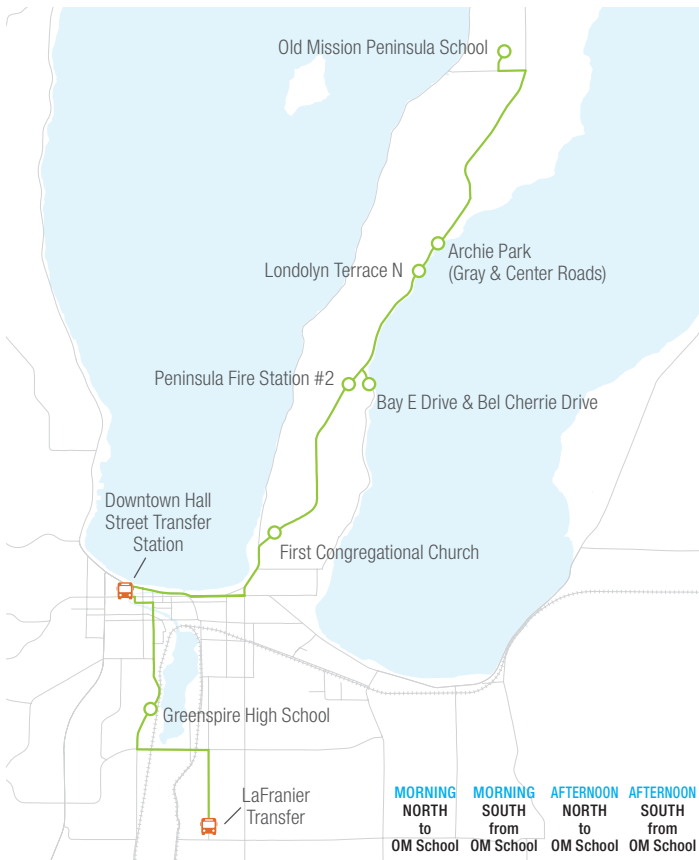 Old Mission Peninsula School
Archie Park
(Gray & Center Roads)
Londolyn Terrace N
Peninsula Fire Station #2
Bay E Drive & Bel Cherrie Drive
Downtown Hall
Street Transfer
Station
First Congregational Church
Greenspire High School
LaFranier
Transfer
MORNING
NORTH
to
OM School
MORNING
SOUTH
from
OM School
AFTERNOON
NORTH
to
OM School
AFTERNOON
SOUTH
from
OM School